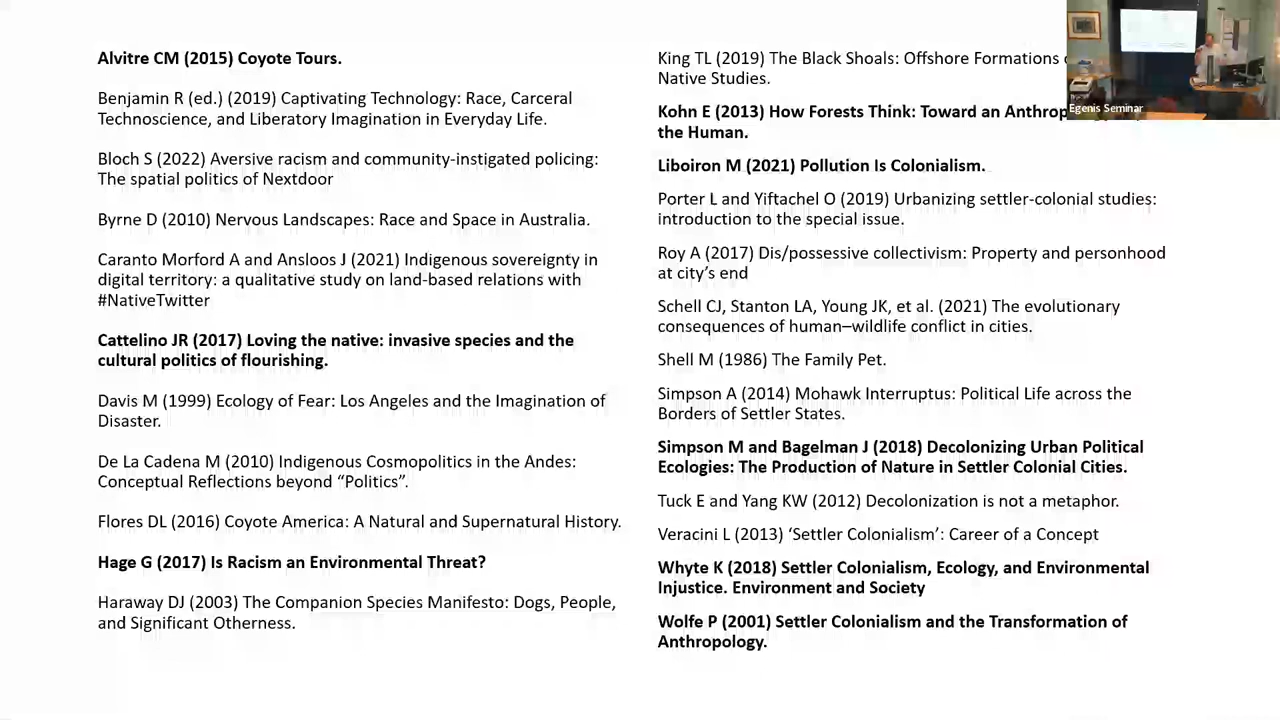 Alvitre CM (2015) Coyote Tours.
Benjamin R (ed.) (2019) Captivating Technology: Race, Carceral
Technoscience, and Liberatory Imagination in Everyday Life.
Bloch S (2022) Aversive racism and community-instigated policing:
The spatial politics of Nextdoor
Byrne D (2010) Nervous Landscapes: Race and Space in Australia.
Caranto Morford A and Ansloos J (2021) Indigenous sovereignty in
digital territory: a qualitative study on land-based relations with
#NativeTwitter
Cattelino JR (2017) Loving the native: invasive species and the
cultural politics of flourishing.
Davis M (1999) Ecology of Fear: Los Angeles and the Imagination of
Disaster.
De La Cadena M (2010) Indigenous Cosmopolitics in the Andes:
Conceptual Reflections beyond “Politics”.
Flores DL (2016) Coyote America: A Natural and Supernatural History.
Hage G (2017) Is Racism an Environmental Threat?
Haraway DJ (2003) The Companion Species Manifesto: Dogs, People,
and Significant Otherness.
King TL (2019) The Black Shoals: Offshore Formations
Native Studies.
Kohn E (2013) How Forests Think: Toward an
the Human.
Liboiron M (2021) Pollution Is Colonialism.
Porter L and Yiftachel O (2019) Urbanizing settler-colonial studies:
introduction to the special issue.
Roy A (2017) Dis/possessive collectivism: Property and personhood
at city’s end
Schell CJ, Stanton LA, Young JK, et al. (2021) The evolutionary
consequences of human–wildlife conflict in cities.
Shell M (1986) The Family Pet.
Simpson A (2014) Mohawk Interruptus: Political Life across the
Borders of Settler States.
Simpson M and Bagelman J (2018) Decolonizing Urban Political
Ecologies: The Production of Nature in Settler Colonial Cities.
Tuck E and Yang KW (2012) Decolonization is not a metaphor.
Veracini L (2013) ‘Settler Colonialism’: Career of a Concept
Whyte K (2018) Settler Colonialism, Ecology, and Environmental
Injustice. Environment and Society
Wolfe P (2001) Settler Colonialism and the Transformation of
Anthropology.
Egenis Seminar